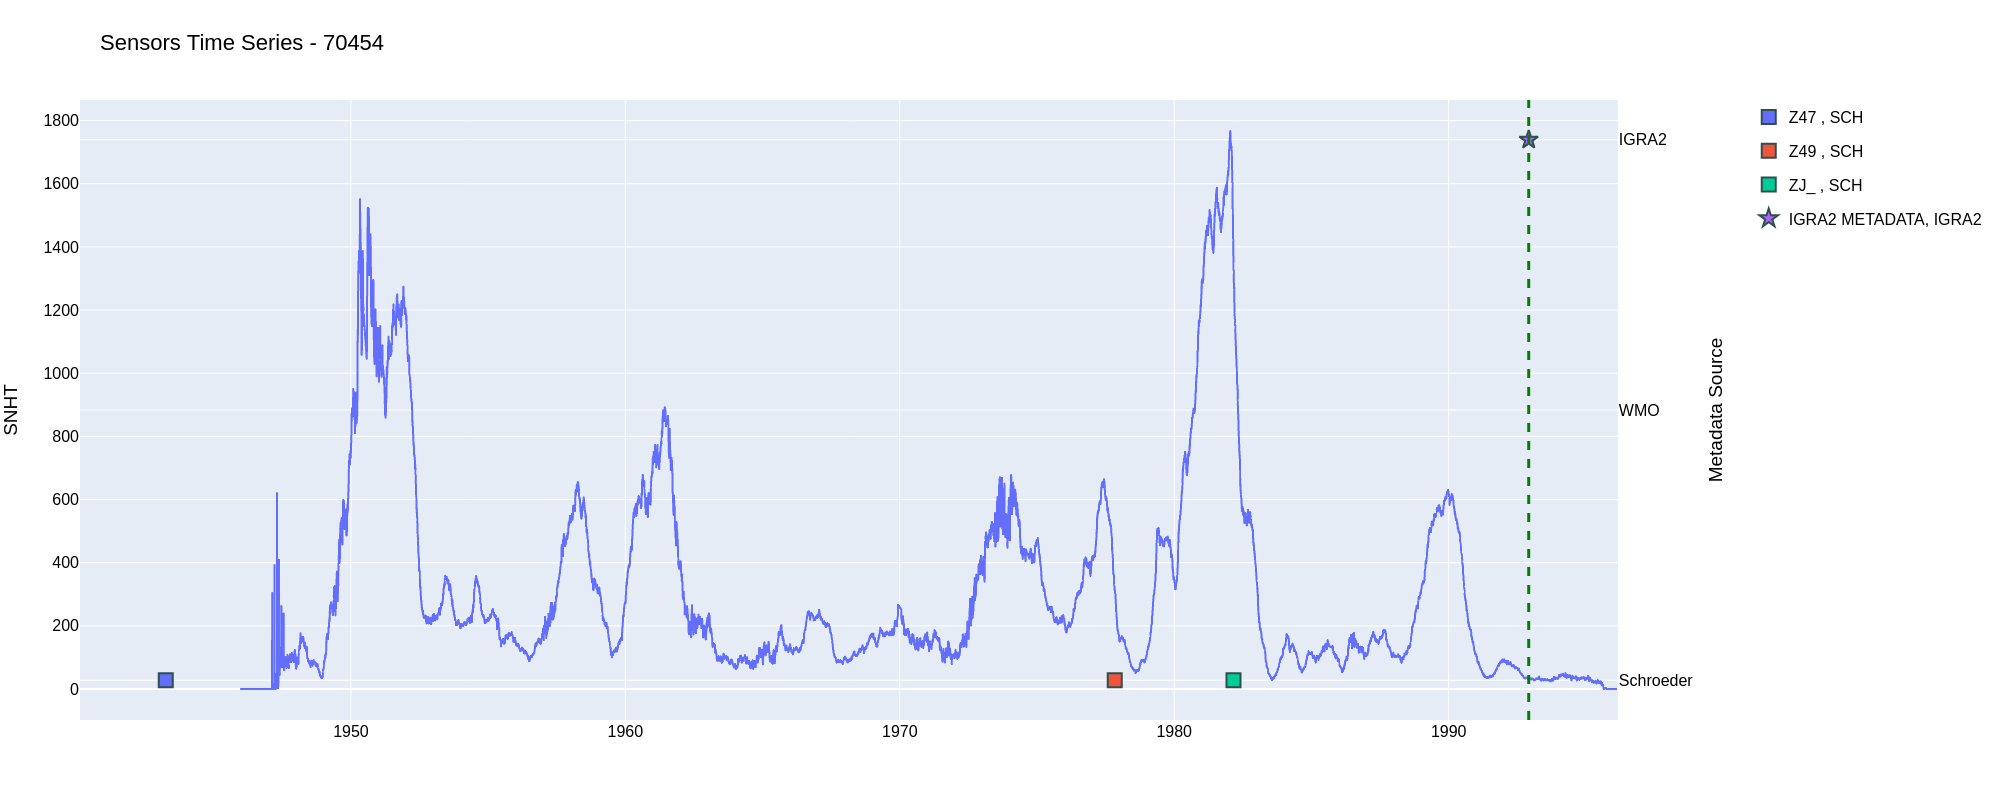 Sensors Time Series - 70454
SNHT
1800
1600
1400
1200
1000
800
600
400
200
0
1950
1960
1970
1980
1990
IGRA2
WMO
Schroeder
Metadata Source
Z47 , SCH
Z49 , SCH
ZJ_ , SCH
IGRA2 METADATA, IGRA2